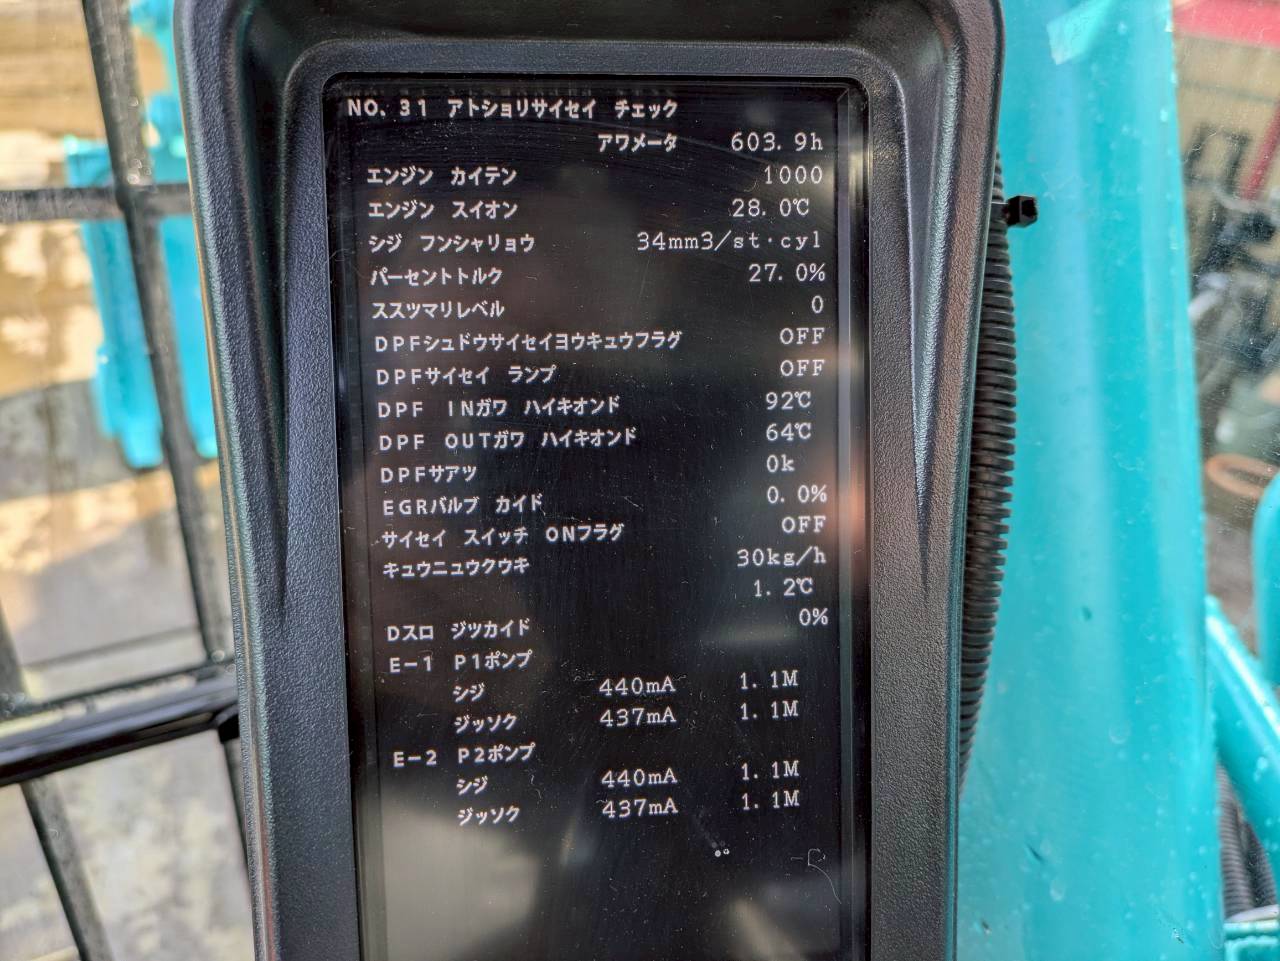 NO. 31 アトショリサイセイ チェック
アワメータ 603.9h
エンジン カイテン 1000
エンジン スイオン 28.0℃
シジ フンシャリョウ 34mm3/st・cyl
パーセントトルク 27.0%
ススツマリレベル 0
DPFシュドウサイセイヨウキュウフラグ OFF
DPFサイセイ ランプ OFF
DPF INガワ ハイキオンド 92℃
DPF OUTガワ ハイキオンド 64℃
DPFサアツ 0k
EGRバルブ カイド 0.0%
サイセイ スイッチ ONフラグ OFF
キュウニュウクウキ 30kg/h
1.2℃
Dスロ ジツカイド 0%
E-1 P1ポンプ
シジ 440mA 1.1M
ジッソク 437mA 1.1M
E-2 P2ポンプ
シジ 440mA 1.1M
ジッソク 437mA 1.1M